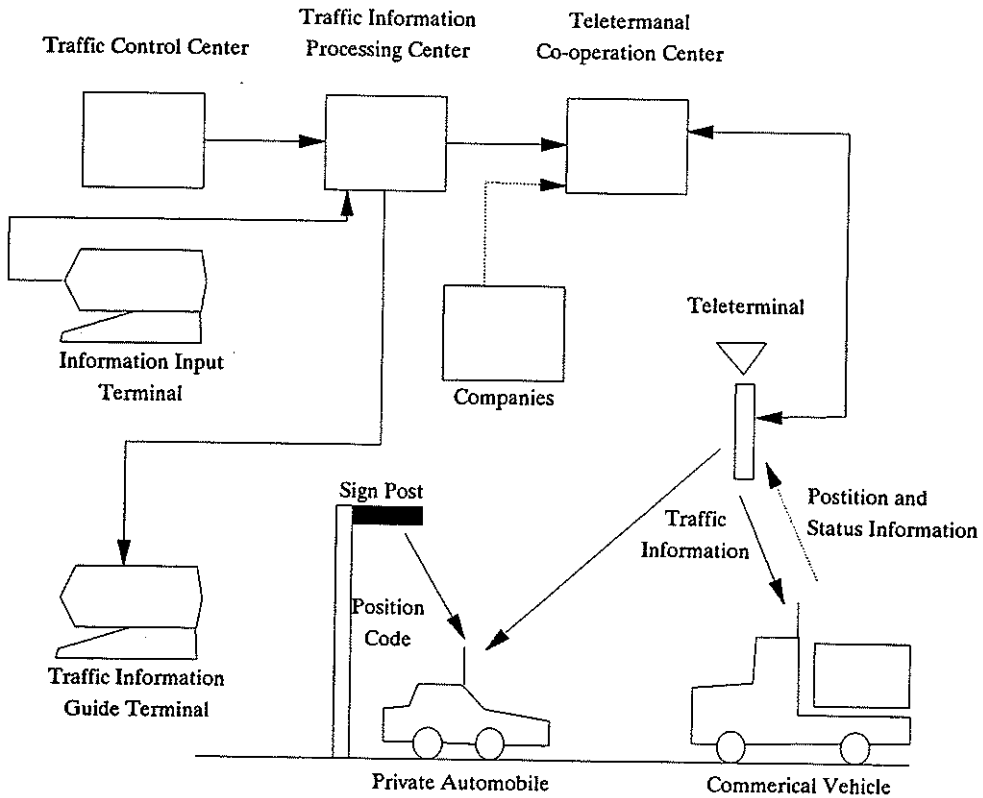 Traffic Control Center
Traffic Information
Processing Center
Teletermanal
Co-operation Center
Information Input
Terminal
Companies
Teleterminal
Sign Post
Traffic
Information
Postition and
Status Information
Position
Code
Traffic Information
Guide Terminal
Private Automobile
Commerical Vehicle